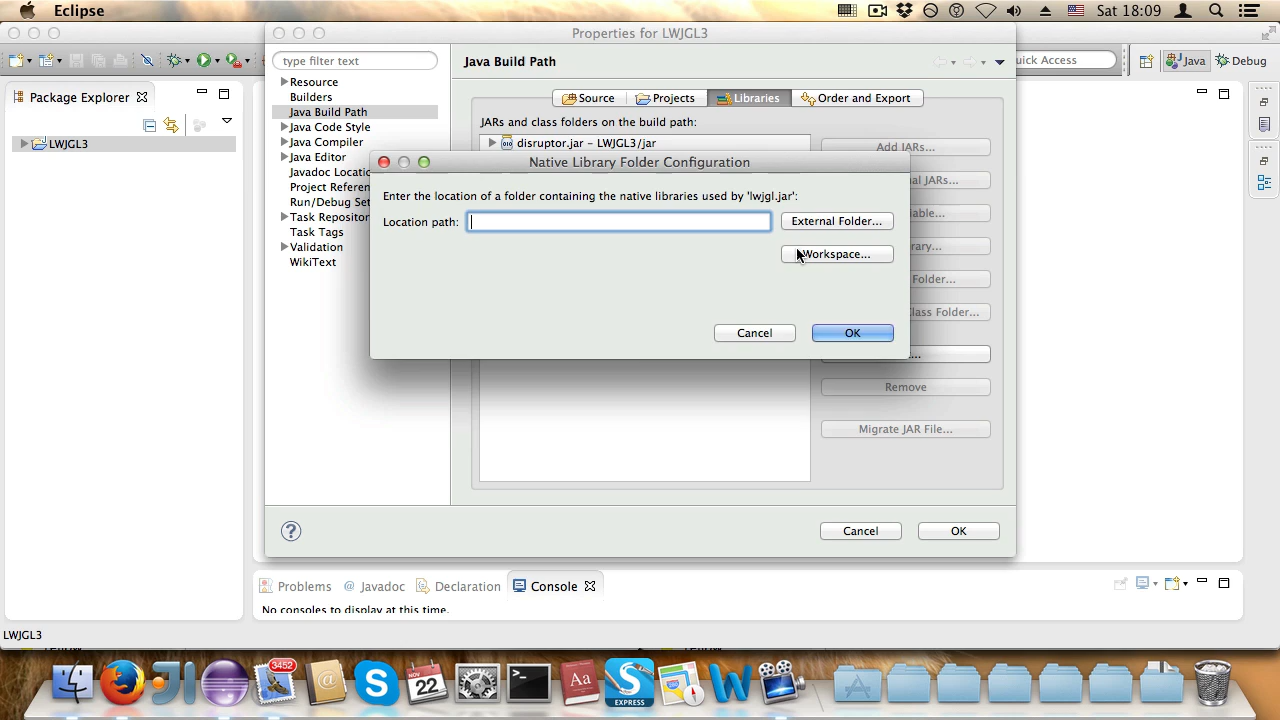 Eclipse
Sat 18:09
Properties for LWJGL3
type filter text
Java Build Path
Quick Access
Java
Debug
Package Explorer
LWJGL3
Resource
Builders
Java Build Path
Java Code Style
Java Compiler
Java Editor
Javadoc Locatio
Project Referen
Run/Debug Set
Task Repositor
Task Tags
Validation
WikiText
Source
Projects
Libraries
Order and Export
JARs and class folders on the build path:
disruptor.jar - LWJGL3/jar
Add JARs...
nal JARs...
iable...
rary...
Folder...
Class Folder...
...
Remove
Migrate JAR File...
Native Library Folder Configuration
Enter the location of a folder containing the native libraries used by 'lwjgl.jar':
Location path:
External Folder...
Workspace...
Cancel
OK
?
Cancel
OK
Problems
@ Javadoc
Declaration
Console
No consoles to display at this time.
LWJGL3
3452
NOV
22
Aa
EXPRESS